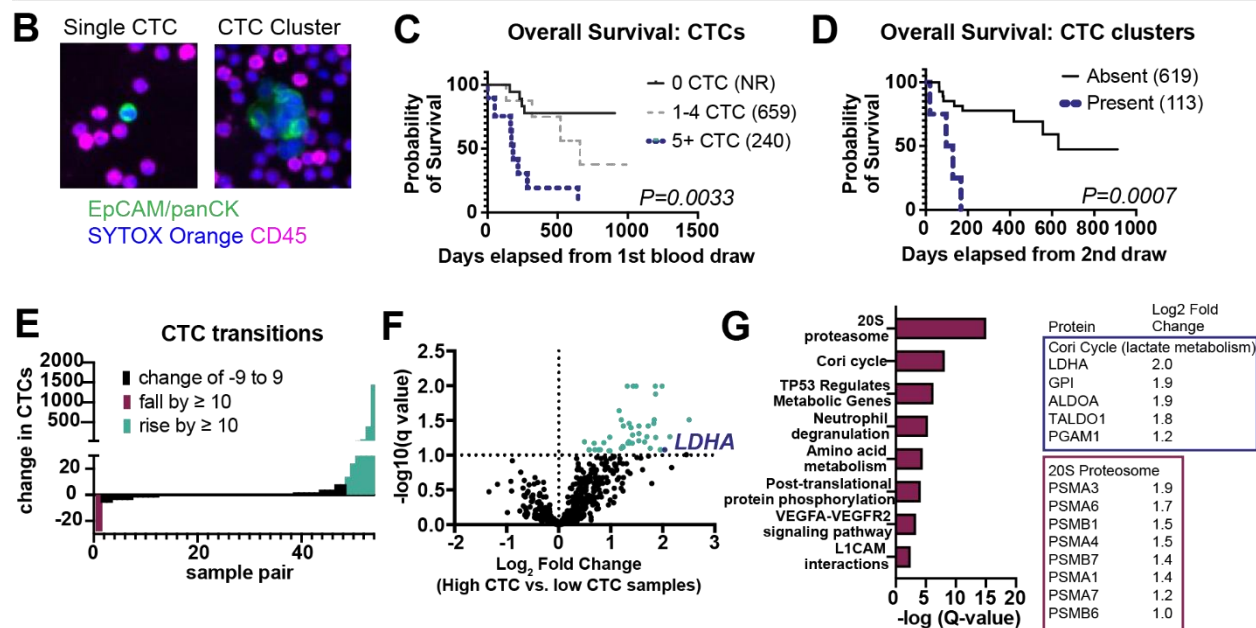 B
Single CTC
CTC Cluster
EpCAM/panCK
SYTOX Orange CD45
C
Overall Survival: CTCs
Probability
of Survival
100
50
0
0 CTC (NR)
1-4 CTC (659)
5+ CTC (240)
P=0.0033
0
500
1000
1500
Days elapsed from 1st blood draw
D
Overall Survival: CTC clusters
Probability
of Survival
100
50
0
Absent (619)
Present (113)
P=0.0007
0
200
400
600
800
1000
Days elapsed from 2nd draw
E
CTC transitions
change in CTCs
2000
1500
1000
500
20
0
-20
change of -9 to 9
fall by ≥ 10
rise by ≥ 10
0
20
40
sample pair
F
-log10(q value)
2.5
2.0
1.5
1.0
0.5
0.0
LDHA
-2
-1
0
1
2
3
Log2 Fold Change
(High CTC vs. low CTC samples)
G
20S
proteasome
Cori cycle
TP53 Regulates
Metabolic Genes
Neutrophil
degranulation
Amino acid
metabolism
Post-translational
protein phosphorylation
VEGFA-VEGFR2
signaling pathway
L1CAM
interactions
0
5
10
15
20
-log (Q-value)
Log2 Fold
Protein Change
Cori Cycle (lactate metabolism)
LDHA 2.0
GPI 1.9
ALDOA 1.9
TALDO1 1.8
PGAM1 1.2
20S Proteosome
PSMA3 1.9
PSMA6 1.7
PSMB1 1.5
PSMA4 1.5
PSMB7 1.4
PSMA1 1.4
PSMA7 1.2
PSMB6 1.0